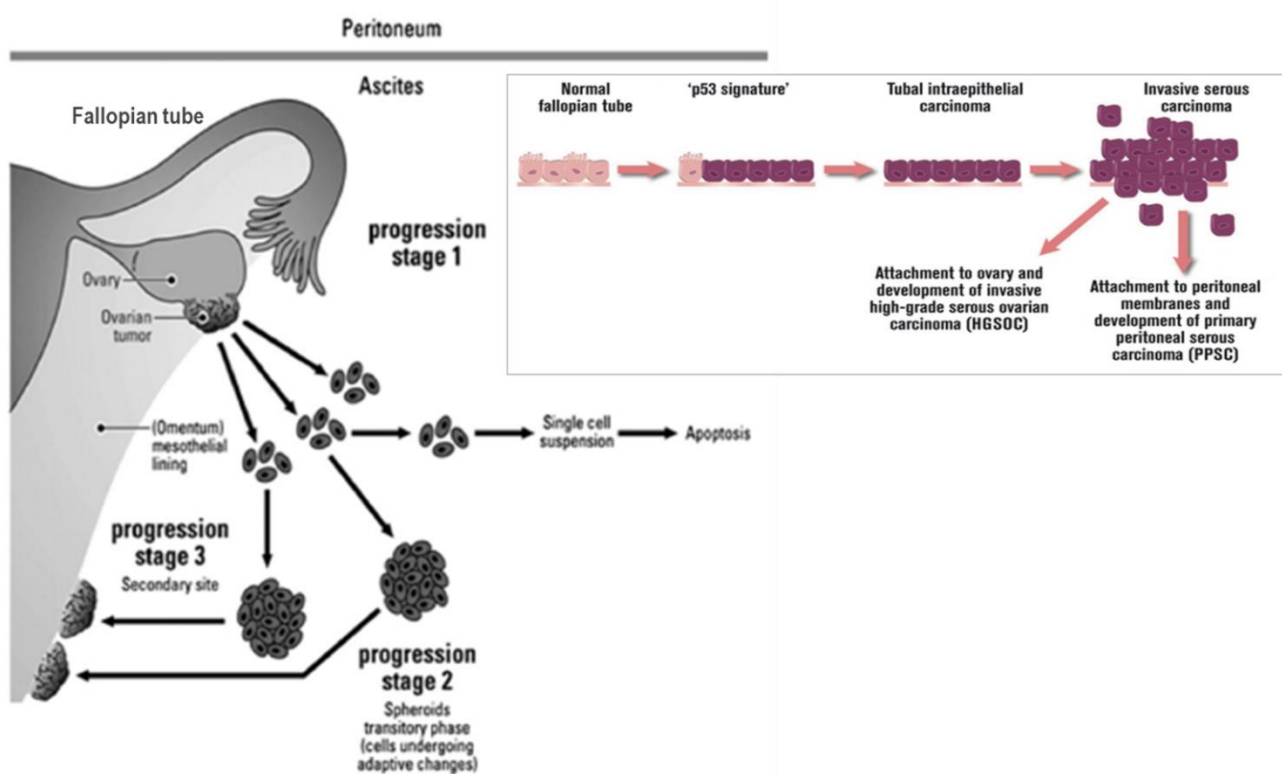 Peritoneum
Ascites
Fallopian tube
progression
stage 1
Ovary
Ovarian
tumor
(Omentum)
mesothelial
lining
Single cell
suspension
Apoptosis
progression
stage 3
Secondary site
progression
stage 2
Spheroids
transitory phase
(cells undergoing
adaptive changes)
Normal
fallopian tube
'p53 signature'
Tubal intraepithelial
carcinoma
Invasive serous
carcinoma
Attachment to ovary and
development of invasive
high-grade serous ovarian
carcinoma (HGSOC)
Attachment to peritoneal
membranes and
development of primary
peritoneal serous
carcinoma (PPSC)